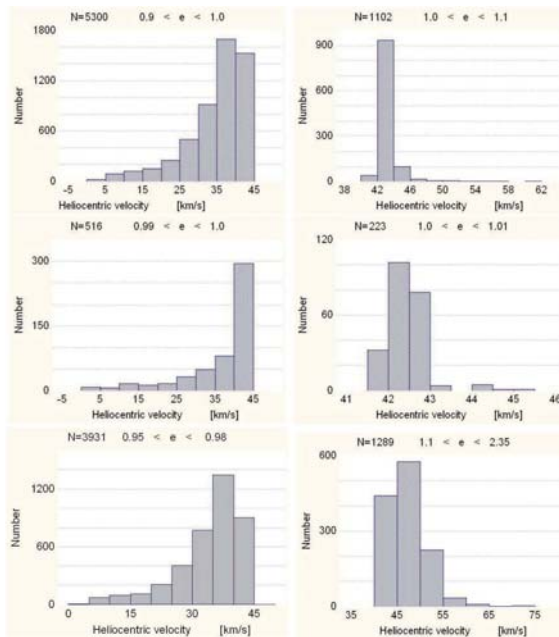 N=5300 0.9 < e < 1.0
1800
1200
600
0
Number
-5 5 15 25 35 45
Heliocentric velocity [km/s]
N=1102 1.0 < e < 1.1
900
600
300
0
Number
38 42 46 50 54 58 62
Heliocentric velocity [km/s]
N=516 0.99 < e < 1.0
300
150
0
Number
-5 5 15 25 35 45
Heliocentric velocity [km/s]
N=223 1.0 < e < 1.01
120
60
0
Number
41 42 43 44 45 46
Heliocentric velocity [km/s]
N=3931 0.95 < e < 0.98
1200
600
0
Number
0 15 30 45
Heliocentric velocity [km/s]
N=1289 1.1 < e < 2.35
600
300
0
Number
35 45 55 65 75
Heliocentric velocity [km/s]